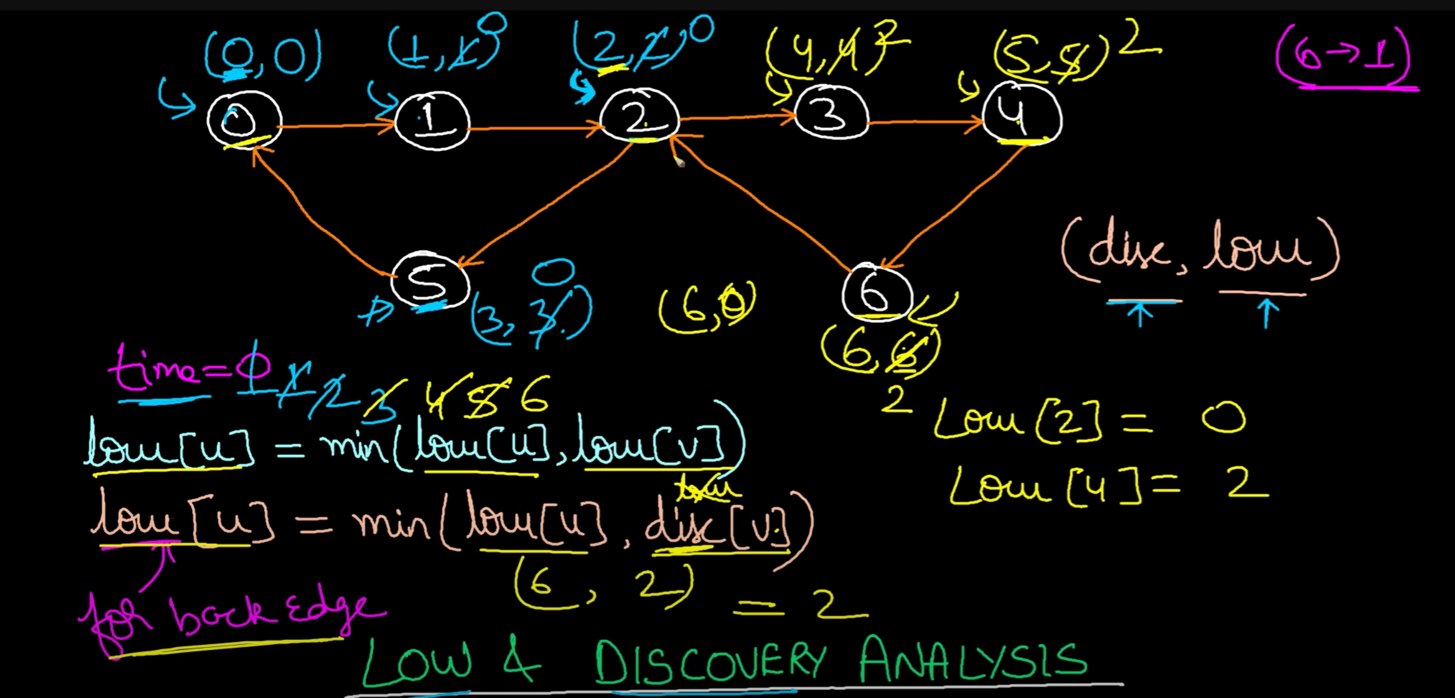 (0,0) (1,1)0 (2,2)0 (4,4)2 (5,5)2 (6→1)
0 1 2 3 4
(disc, low)
5 6
0
(3, 3) (6,0)
(6,6)
2
time=0 1 2 3 4 5 6
low[u] = min(low[u], low[v])
Low [2] = 0
low
Low [4] = 2
low[u] = min(low[u], disc[v])
(6, 2) = 2
for back Edge
LOW & DISCOVERY ANALYSIS